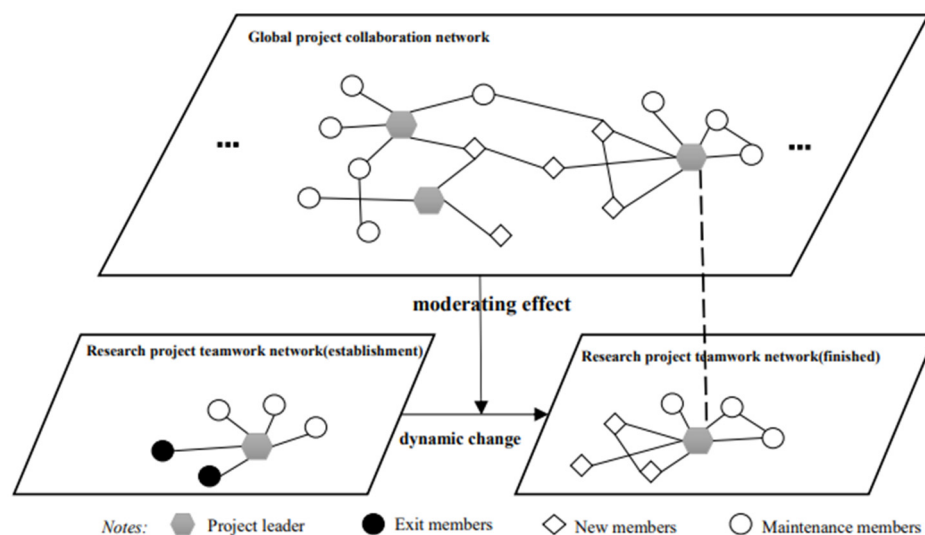 Global project collaboration network
...
...
moderating effect
Research project teamwork network(establishment)
Research project teamwork network(finished)
dynamic change
Notes: Project leader Exit members New members Maintenance members